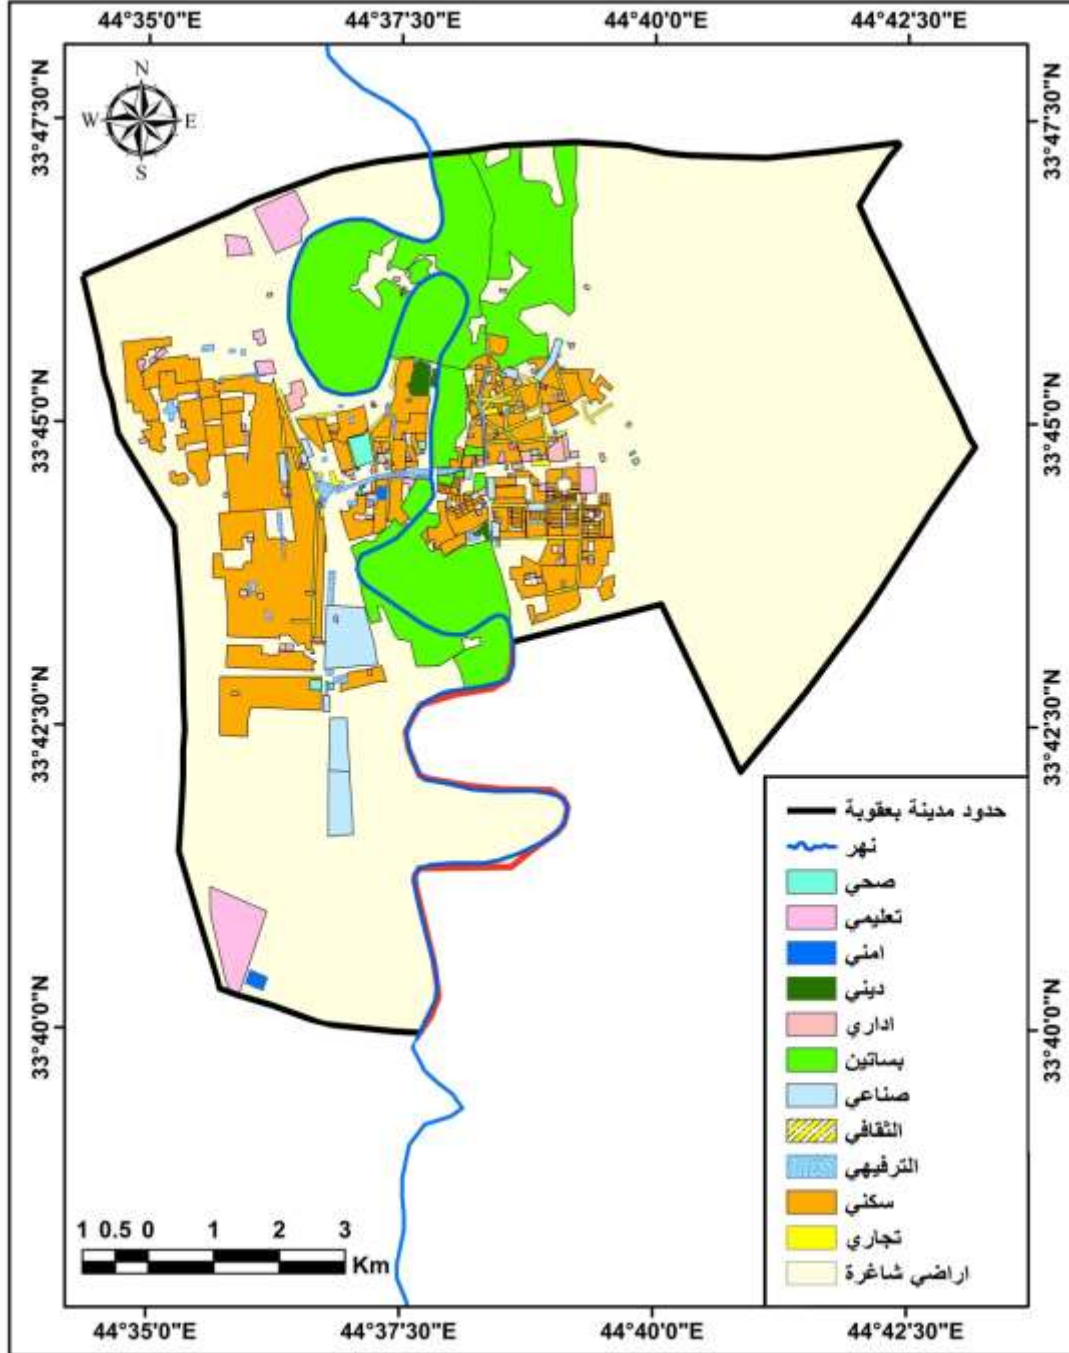 44°35'0"E 44°37'30"E 44°40'0"E 44°42'30"E
33°47'30"N
33°47'30"N
N
W E
S
33°45'0"N
33°45'0"N
33°42'30"N
33°42'30"N
حدود مدينة بعقوبة
نهر
صحي
تعليمي
امني
ديني
اداري
بساتين
صناعي
الثقافي
الترفيهي
سكني
تجاري
اراضي شاغرة
33°40'0"N
33°40'0"N
1 0.5 0 1 2 3
Km
44°35'0"E 44°37'30"E 44°40'0"E 44°42'30"E